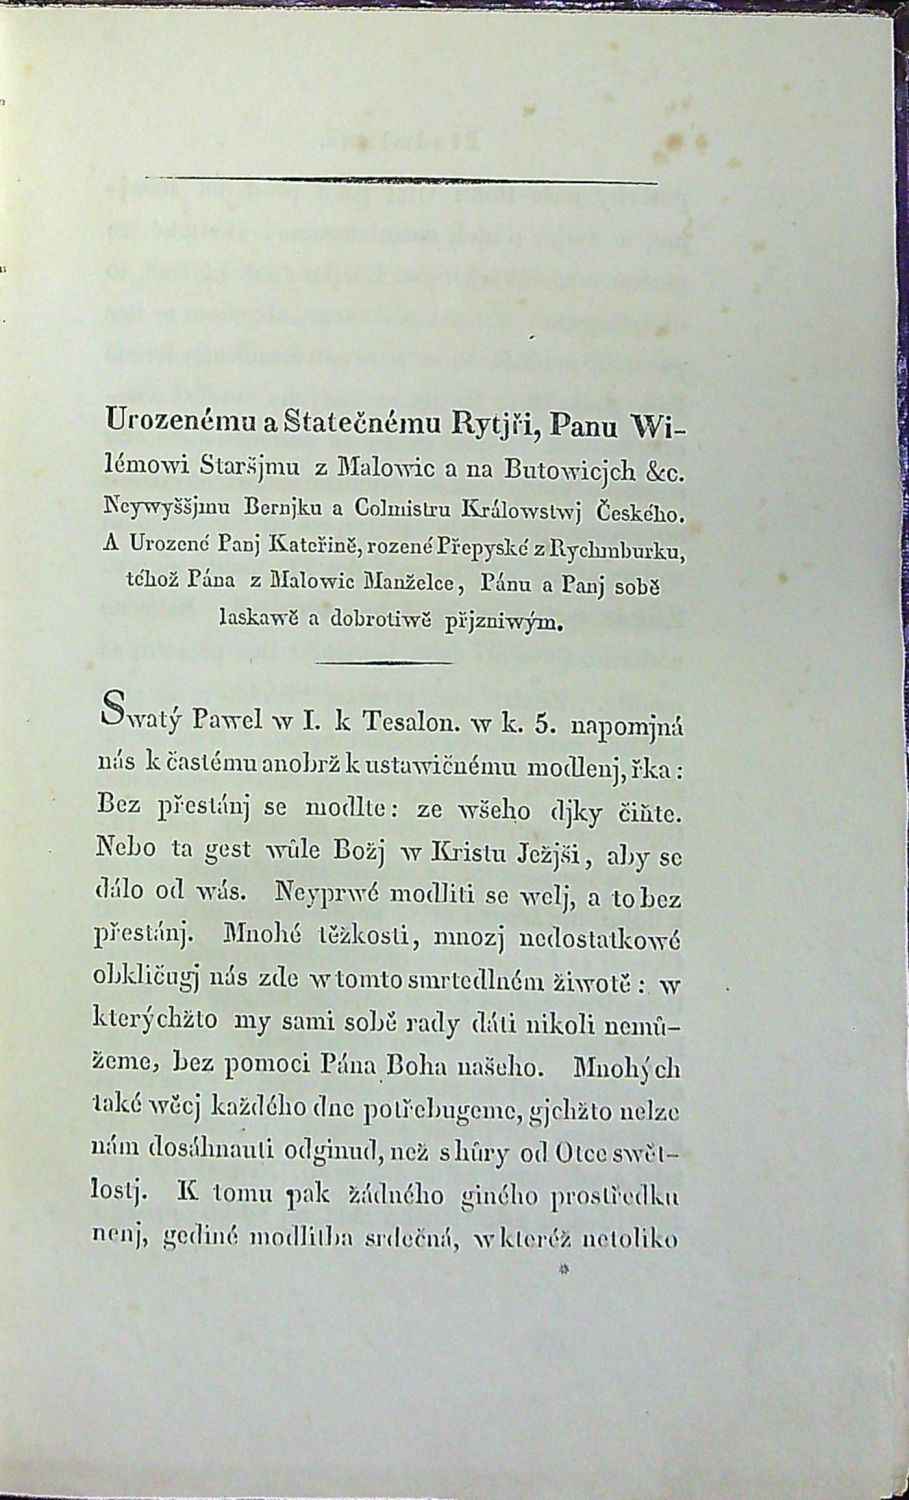 Urozenému a Statečnému Rytjři, Panu Wi-
lémowi Staršjmu z Malowic a na Butowicjch &c.
Neywyššjmu Bernjku a Colmistru Králowstwj Českého.
A Urozené Panj Kateřině, rozené Přepyské z Rychmburku,
téhož Pána z Malowic Manželce, Pánu a Panj sobě
laskawě a dobrotiwě přjzniwým.
Swatý Pawel w I. k Tesalon. w k. 5. napomjná
nás k častému anobrž k ustawičnému modlenj, řka:
Bez přestánj se modlte: ze wšeho djky čiňte.
Nebo ta gest wůle Božj w Kristu Ježjši, aby se
dálo od wás. Neyprwé modliti se welj, a to bez
přestánj. Mnohé těžkosti, mnozj nedostatkowé
obkličugj nás zde w tomto smrtedlném žiwotě: w
kterýchžto my sami sobě rady dáti nikoli nemů-
žeme, bez pomoci Pána Boha našeho. Mnohých
také wěcj každého dne potřebugeme, gjchžto nelze
nám dosáhnauti odginud, než shůry od Otce swět-
lostj. K tomu pak žádného giného prostředku
nenj, gediné modlitba srdečná, w kteréž netoliko
*